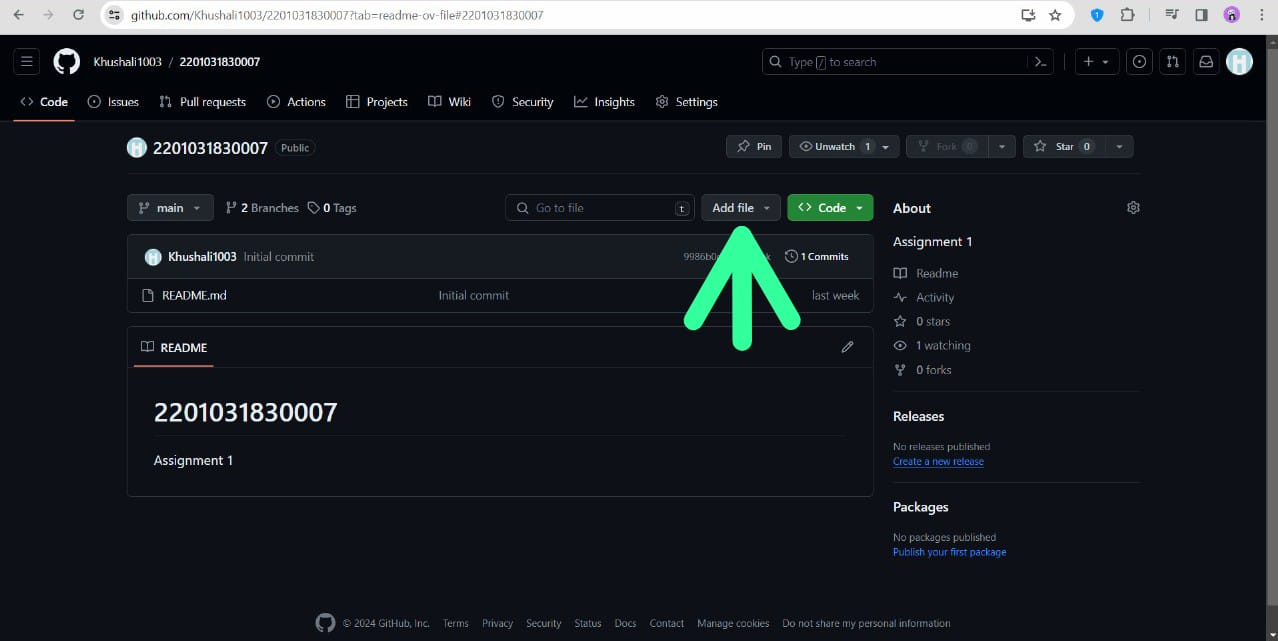 github.com/Khushali1003/2201031830007?tab=readme-ov-file#2201031830007
Khushali1003 / 2201031830007
Type / to search
Code Issues Pull requests Actions Projects Wiki Security Insights Settings
2201031830007 Public
Pin Unwatch 1 Fork 0 Star 0
main 2 Branches 0 Tags Go to file t Add file Code
About
Khushali1003 Initial commit 1 Commits
Assignment 1
README.md Initial commit last week
Readme
Activity
0 stars
1 watching
0 forks
README
2201031830007
Assignment 1
Releases
No releases published
Create a new release
Packages
No packages published
Publish your first package
© 2024 GitHub, Inc. Terms Privacy Security Status Docs Contact Manage cookies Do not share my personal information